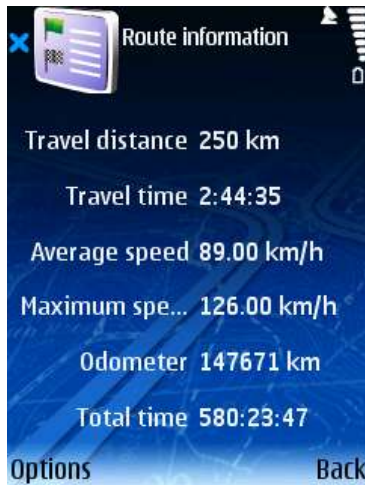 Route information
Travel distance 250 km
Travel time 2:44:35
Average speed 89.00 km/h
Maximum spe... 126.00 km/h
Odometer 147671 km
Total time 580:23:47
Options Back